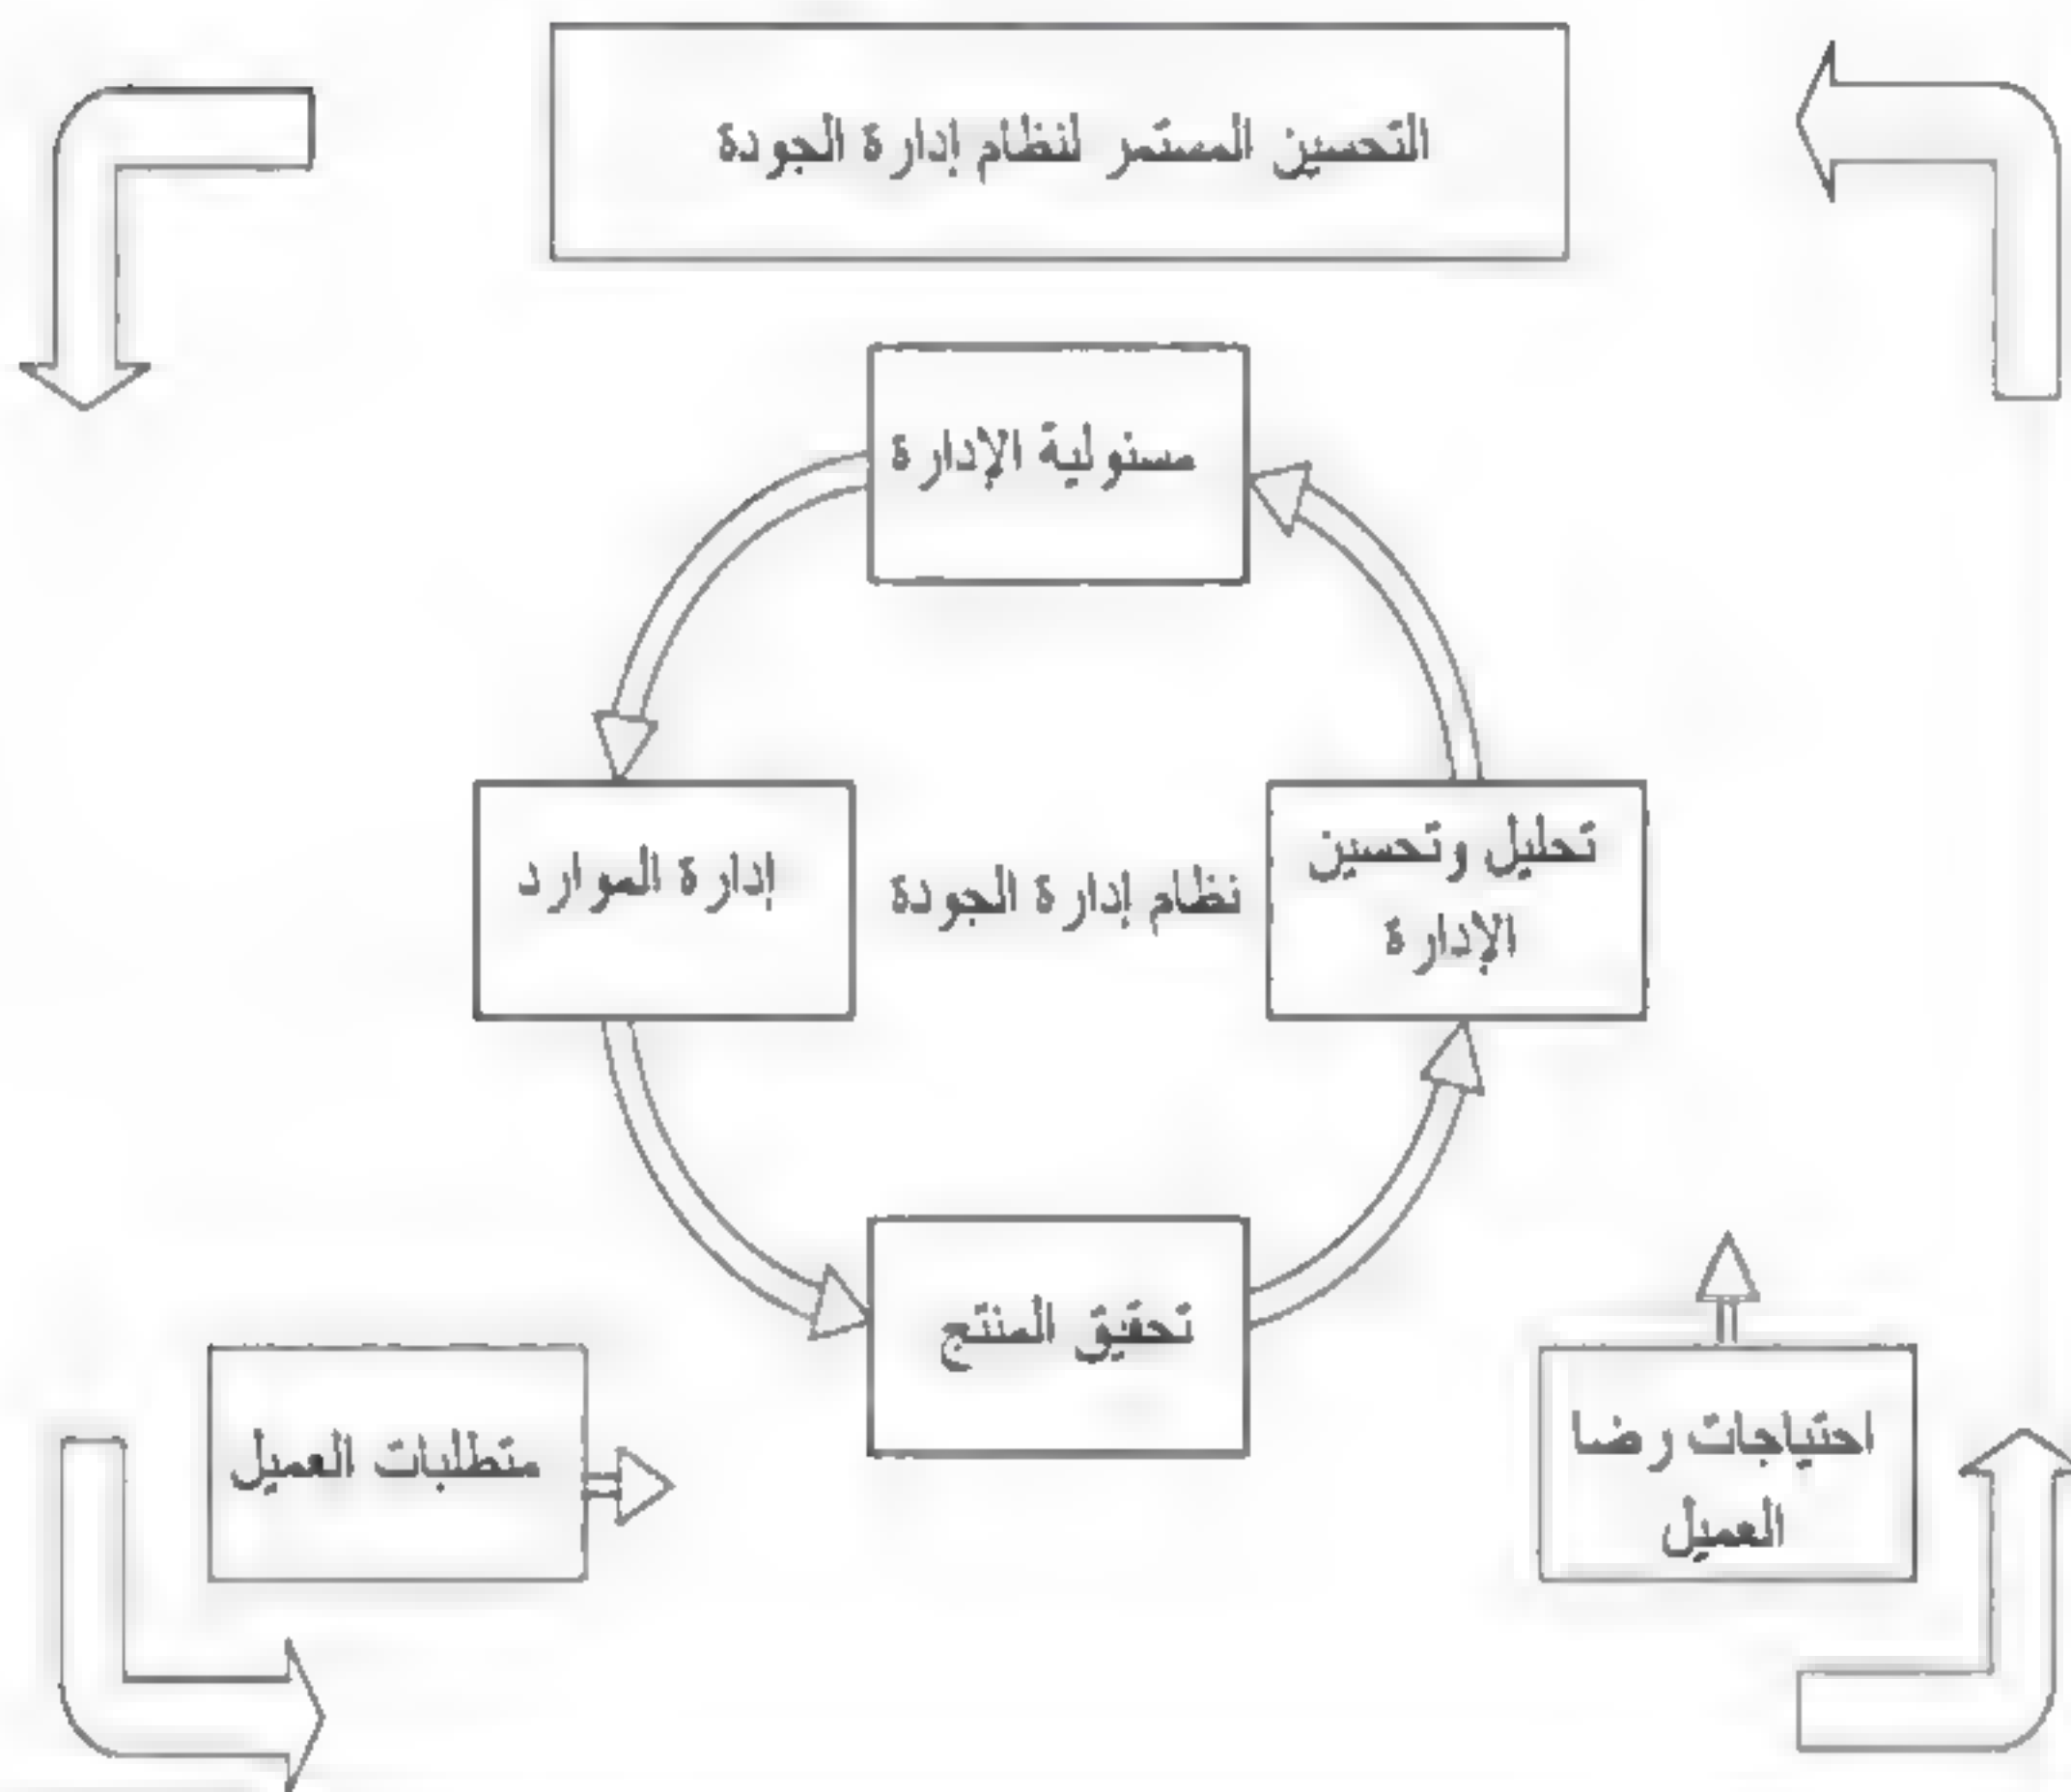 التحسين المستمر لنظام إدارة الجودة
مسئولية الإدارة
تحليل وتحسين
الإدارة
نظام إدارة الجودة
إدارة الموارد
تحقيق المنتج
احتياجات رضا
العميل
متطلبات العميل